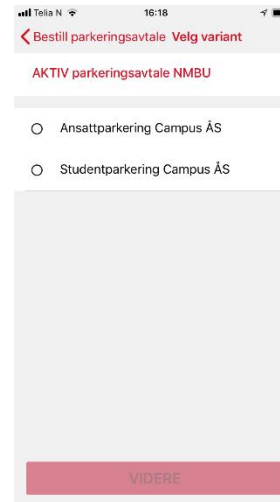 Telia N 16:18
Bestill parkeringsavtale Velg variant
AKTIV parkeringsavtale NMBU
Ansattparkering Campus ÅS
Studentparkering Campus ÅS
VIDERE